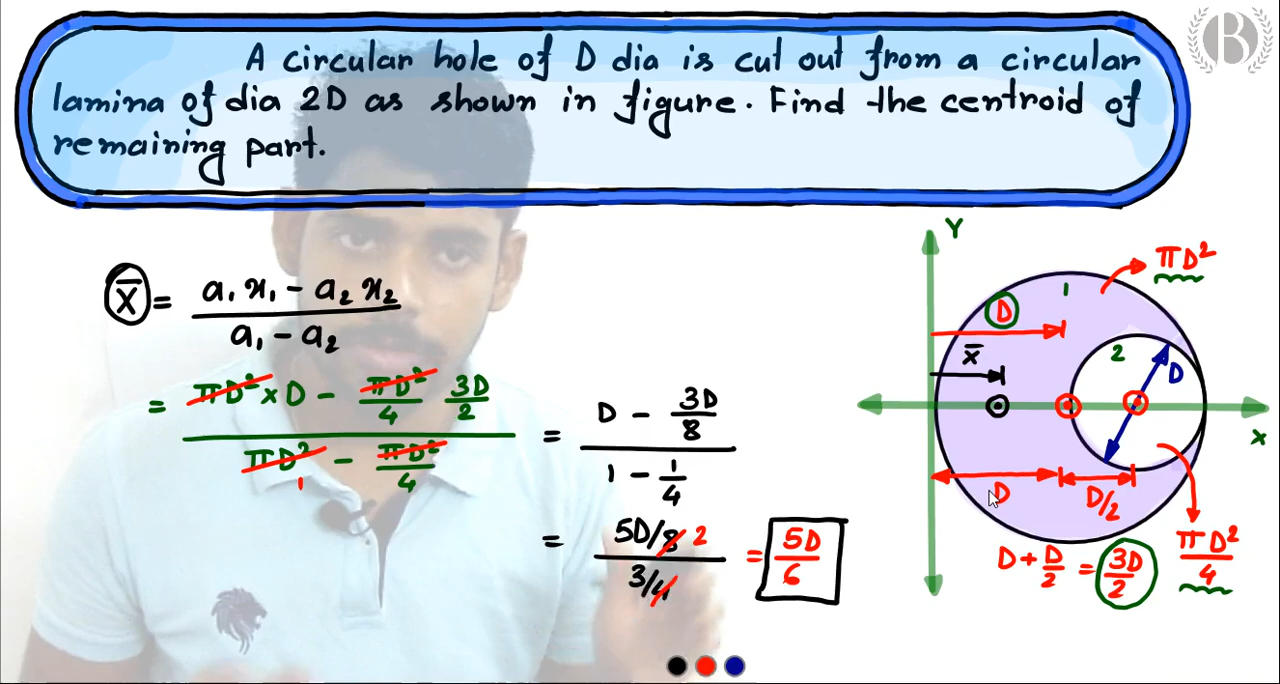 B
A circular hole of D dia is cut out from a circular
lamina of dia 2D as shown in figure. Find the centroid of
remaining part.
X̅ = (a₁x₁ - a₂x₂) / (a₁ - a₂)
= (πD² × D - πD²/4 3D/2) / (πD² - πD²/4) = (D - 3D/8) / (1 - 1/4)
1
= (5D/8) / (3/4) = 5D/6
2
Y
πD²
1
D
x̅
2
D
X
D
D/2
D + D/2 = 3D/2
πD²/4